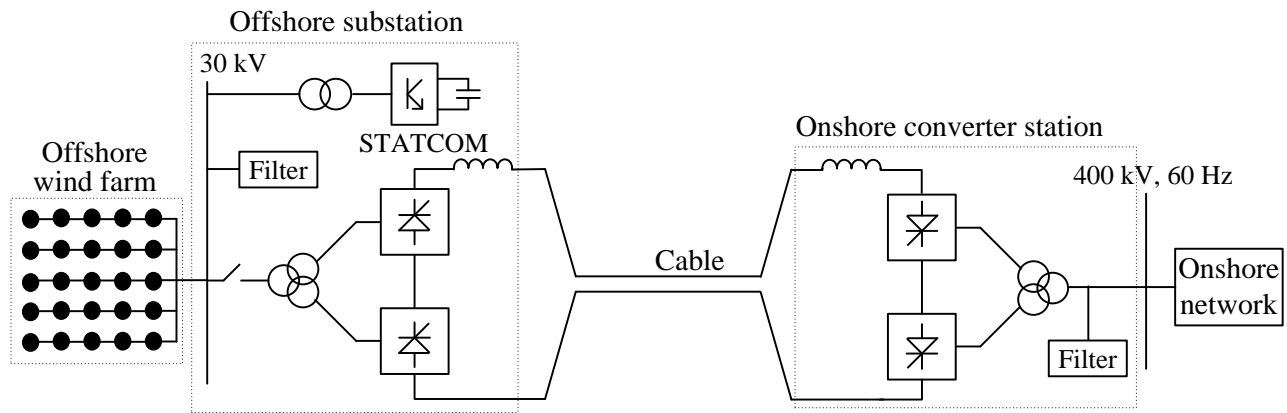 Offshore substation
30 kV
STATCOM
Filter
Offshore
wind farm
Cable
Onshore converter station
400 kV, 60 Hz
Onshore
network
Filter